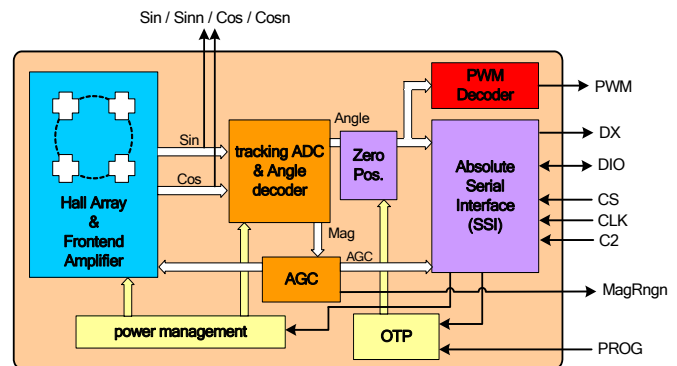 Sin / Sinn / Cos / Cosn
PWM
Decoder
PWM
Angle
DX
Sin
tracking ADC
& Angle
decoder
Zero
Pos.
Absolute
Serial
Interface
(SSI)
DIO
Cos
CS
Hall Array
&
Frontend
Amplifier
CLK
Mag
C2
AGC
AGC
MagRngn
power management
OTP
PROG